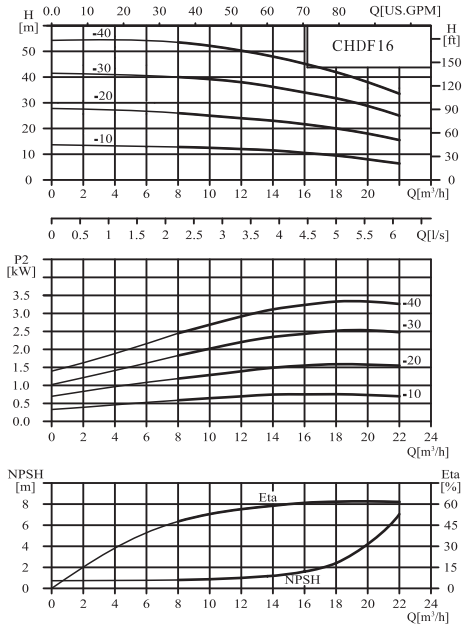 H 0.0 10 20 30 40 50 60 70 80 Q[US.GPM]
[m] H
[ft]
CHDF16
-40
-30
-20
-10
50
40
30
20
10
0
150
120
90
60
30
0
0 2 4 6 8 10 12 14 16 18 20 22 Q[m³/h]
0 0.5 1 1.5 2 2.5 3 3.5 4 4.5 5 5.5 6 Q[l/s]
P2
[kW]
3.5
3.0
2.5
2.0
1.5
1.0
0.5
0.0
-40
-30
-20
-10
0 2 4 6 8 10 12 14 16 18 20 22 24
Q[m³/h]
NPSH
[m]
Eta
[%]
8
6
4
2
0
Eta
NPSH
60
45
30
15
0
0 2 4 6 8 10 12 14 16 18 20 22 24
Q[m³/h]